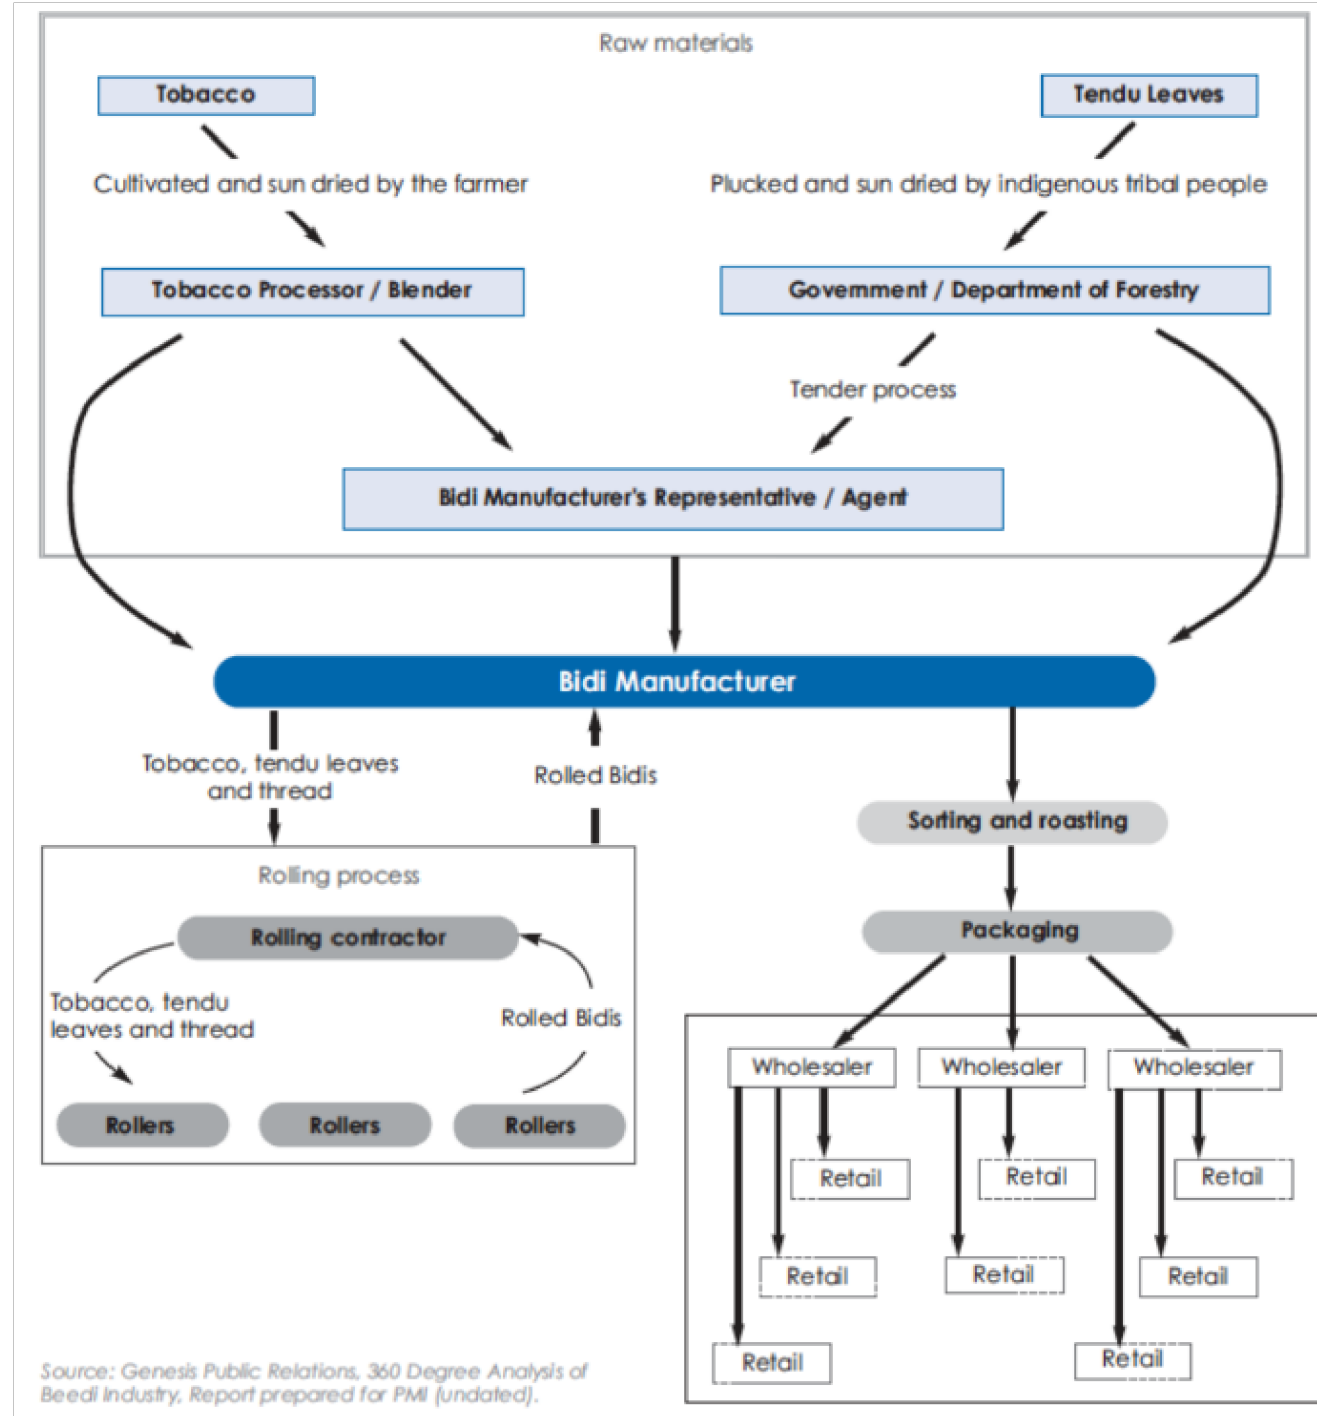 Raw materials
Tobacco
Tendu Leaves
Cultivated and sun dried by the farmer
Plucked and sun dried by indigenous tribal people
Tobacco Processor / Blender
Government / Department of Forestry
Tender process
Bidi Manufacturer's Representative / Agent
Bidi Manufacturer
Tobacco, tendu leaves
and thread
Rolled Bidis
Sorting and roasting
Rolling process
Rolling contractor
Packaging
Tobacco, tendu
leaves and thread
Rolled Bidis
Rollers
Rollers
Rollers
Wholesaler
Wholesaler
Wholesaler
Retail
Retail
Retail
Retail
Retail
Retail
Retail
Retail
Source: Genesis Public Relations, 360 Degree Analysis of
Beedi Industry, Report prepared for PMI (undated).